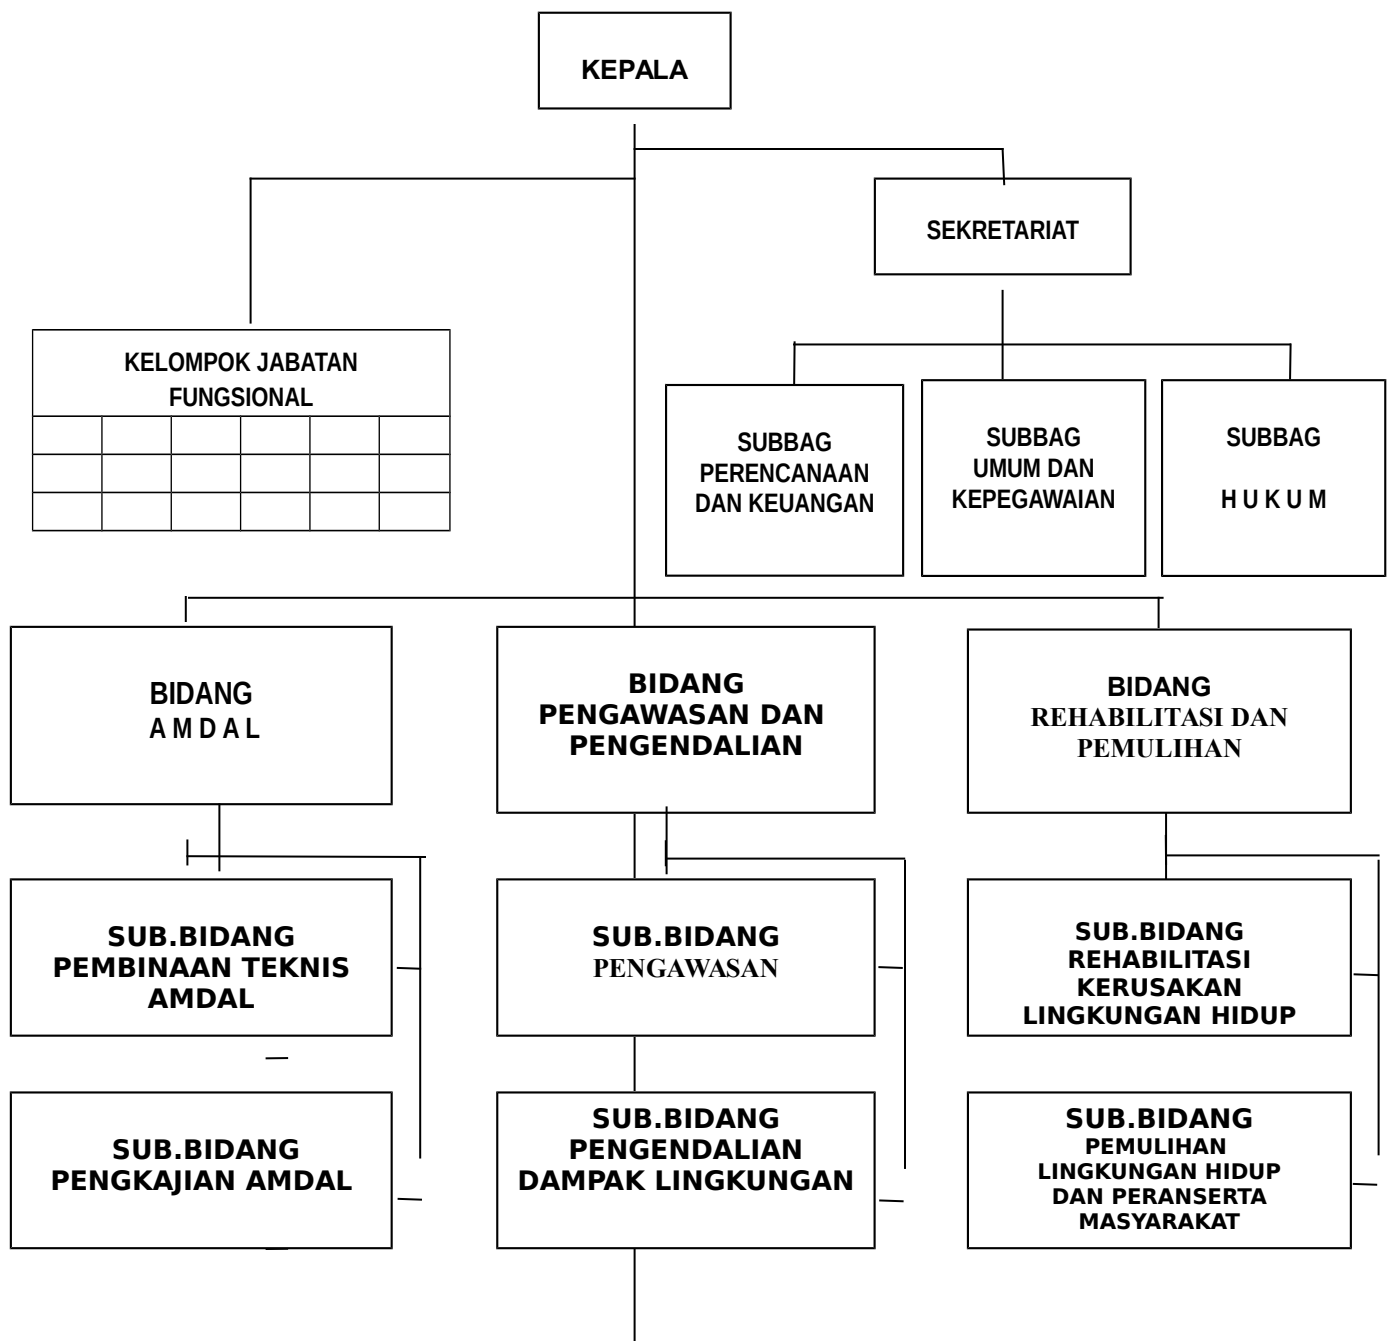 KEPALA
SEKRETARIAT
KELOMPOK JABATAN
FUNGSIONAL
SUBBAG
PERENCANAAN
DAN KEUANGAN
SUBBAG
UMUM DAN
KEPEGAWAIAN
SUBBAG
H U K U M
BIDANG
A M D A L
BIDANG
PENGAWASAN DAN
PENGENDALIAN
BIDANG
REHABILITASI DAN
PEMULIHAN
SUB.BIDANG
PEMBINAAN TEKNIS
AMDAL
SUB.BIDANG
PENGAWASAN
SUB.BIDANG
REHABILITASI
KERUSAKAN
LINGKUNGAN HIDUP
SUB.BIDANG
PENGKAJIAN AMDAL
SUB.BIDANG
PENGENDALIAN
DAMPAK LINGKUNGAN
SUB.BIDANG
PEMULIHAN
LINGKUNGAN HIDUP
DAN PERANSERTA
MASYARAKAT